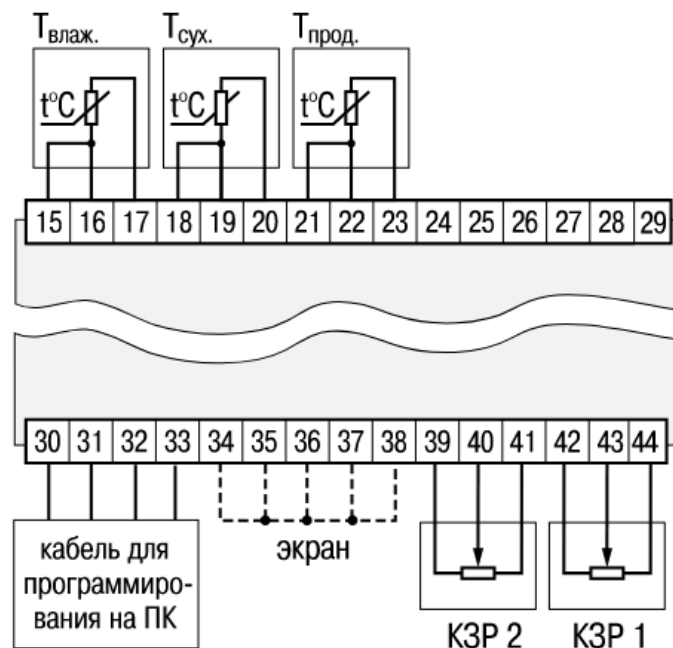 Tвлаж. Tсух. Tпрод.
t°C t°C t°C
15 16 17 18 19 20 21 22 23 24 25 26 27 28 29
30 31 32 33 34 35 36 37 38 39 40 41 42 43 44
кабель для
программиро-
вания на ПК
экран
КЗР 2 КЗР 1